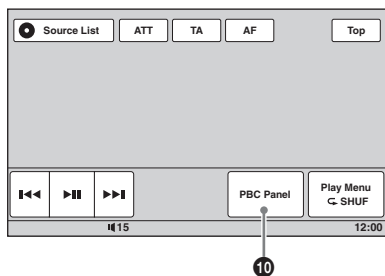 Source List ATT TA AF Top
PBC Panel
Play Menu
SHUF
15 12:00
10